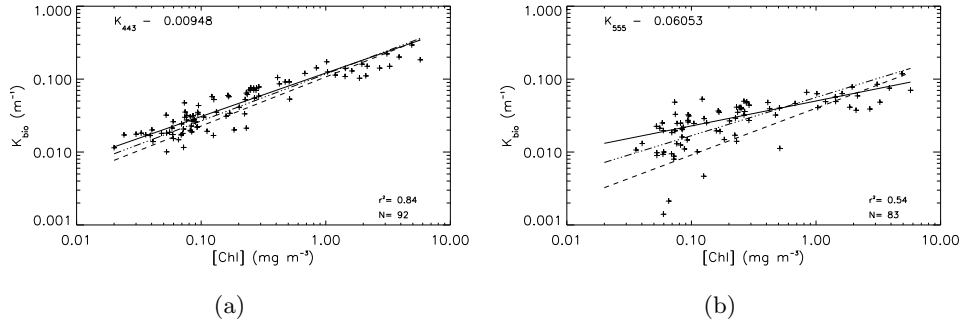 K443 − 0.00948
1.000
0.100
0.010
0.001
Kbio (m⁻¹)
r²= 0.84
N= 92
0.01 0.10 1.00 10.00
[Chl] (mg m⁻³)
(a)
K555 − 0.06053
1.000
0.100
0.010
0.001
Kbio (m⁻¹)
r²= 0.54
N= 83
0.01 0.10 1.00 10.00
[Chl] (mg m⁻³)
(b)